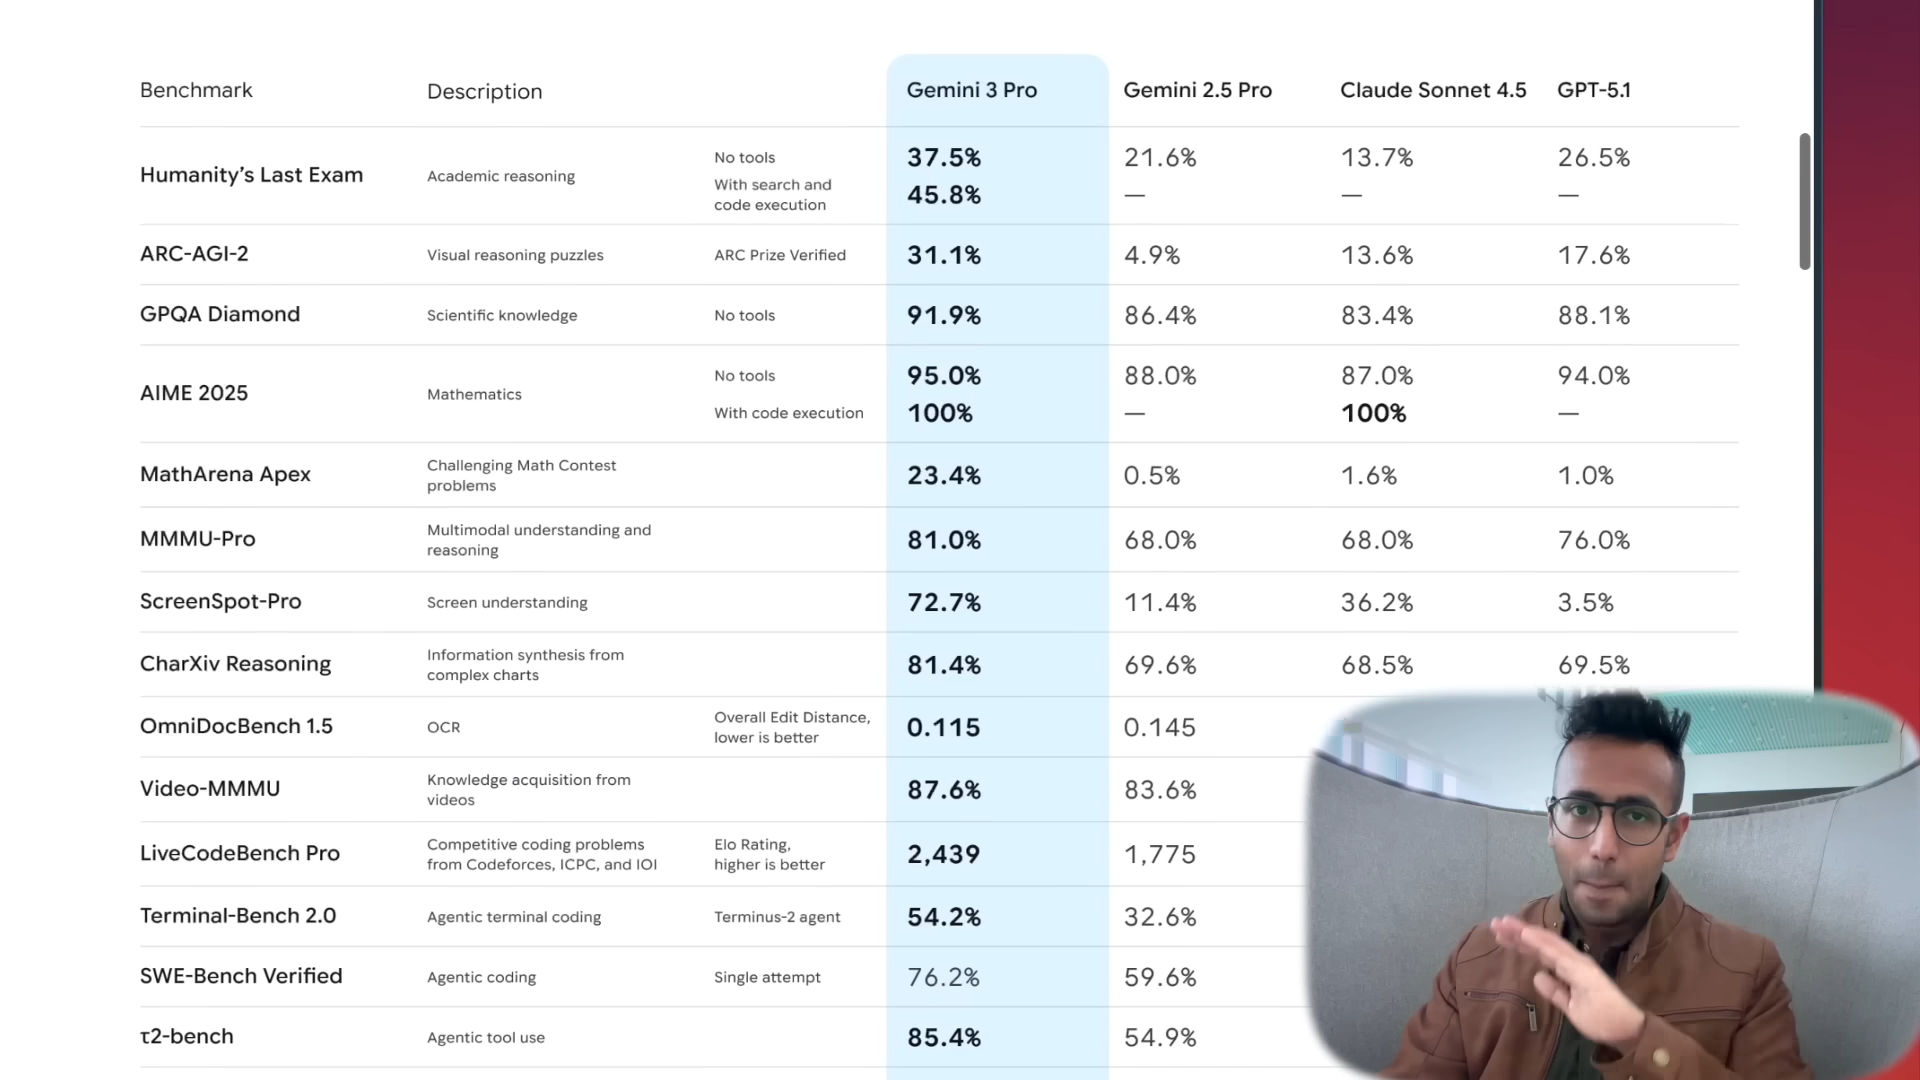 Benchmark Description Gemini 3 Pro Gemini 2.5 Pro Claude Sonnet 4.5 GPT-5.1
Humanity's Last Exam Academic reasoning No tools 37.5% 21.6% 13.7% 26.5%
With search and code execution 45.8% — — —
ARC-AGI-2 Visual reasoning puzzles ARC Prize Verified 31.1% 4.9% 13.6% 17.6%
GPQA Diamond Scientific knowledge No tools 91.9% 86.4% 83.4% 88.1%
AIME 2025 Mathematics No tools 95.0% 88.0% 87.0% 94.0%
With code execution 100% — 100% —
MathArena Apex Challenging Math Contest problems 23.4% 0.5% 1.6% 1.0%
MMMU-Pro Multimodal understanding and reasoning 81.0% 68.0% 68.0% 76.0%
ScreenSpot-Pro Screen understanding 72.7% 11.4% 36.2% 3.5%
CharXiv Reasoning Information synthesis from complex charts 81.4% 69.6% 68.5% 69.5%
OmniDocBench 1.5 OCR Overall Edit Distance, lower is better 0.115 0.145
Video-MMMU Knowledge acquisition from videos 87.6% 83.6%
LiveCodeBench Pro Competitive coding problems from Codeforces, ICPC, and IOI Elo Rating, higher is better 2,439 1,775
Terminal-Bench 2.0 Agentic terminal coding Terminus-2 agent 54.2% 32.6%
SWE-Bench Verified Agentic coding Single attempt 76.2% 59.6%
τ2-bench Agentic tool use 85.4% 54.9%